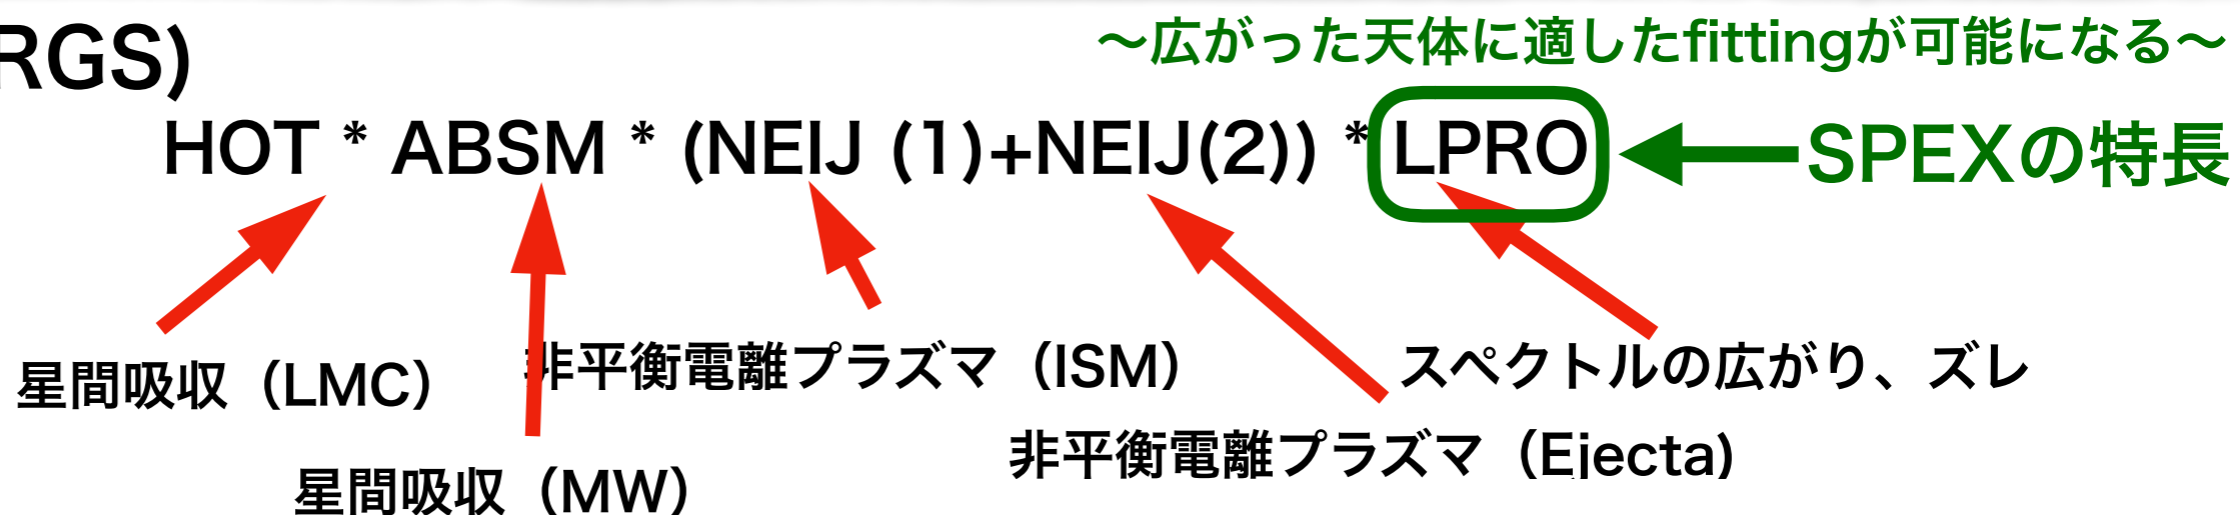 RGS)
〜広がった天体に適したfittingが可能になる〜
HOT * ABSM * (NEIJ (1)+NEIJ(2)) * LPRO
SPEXの特長
星間吸収（LMC）
非平衡電離プラズマ（ISM）
スペクトルの広がり、ズレ
非平衡電離プラズマ（Ejecta)
星間吸収（MW）